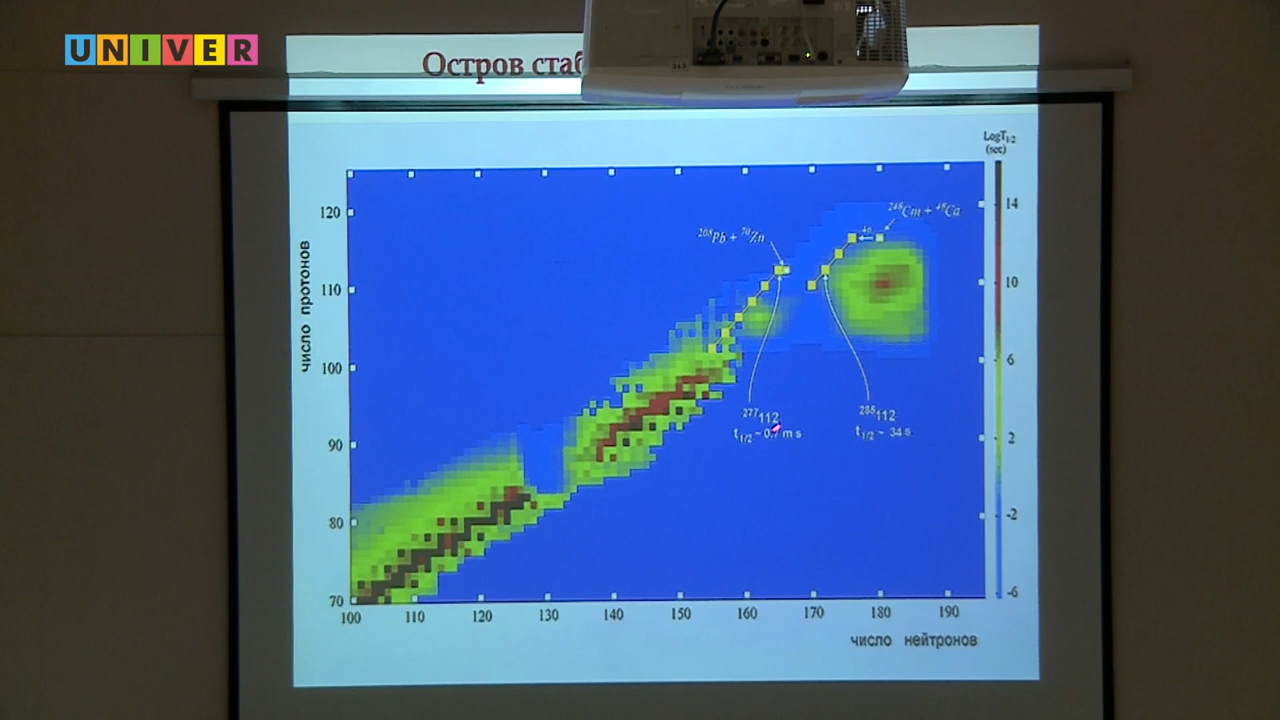 UNIVER
Остров
LogT1/2
(sec)
число протонов
120
110
100
90
80
70
100 110 120 130 140 150 160 170 180 190
число нейтронов
14
10
6
2
-2
-6
208Pb + 70Zn
248Cm + 48Ca
277112
t1/2 ~ 0.7 m s
285112
t1/2 ~ 34 s